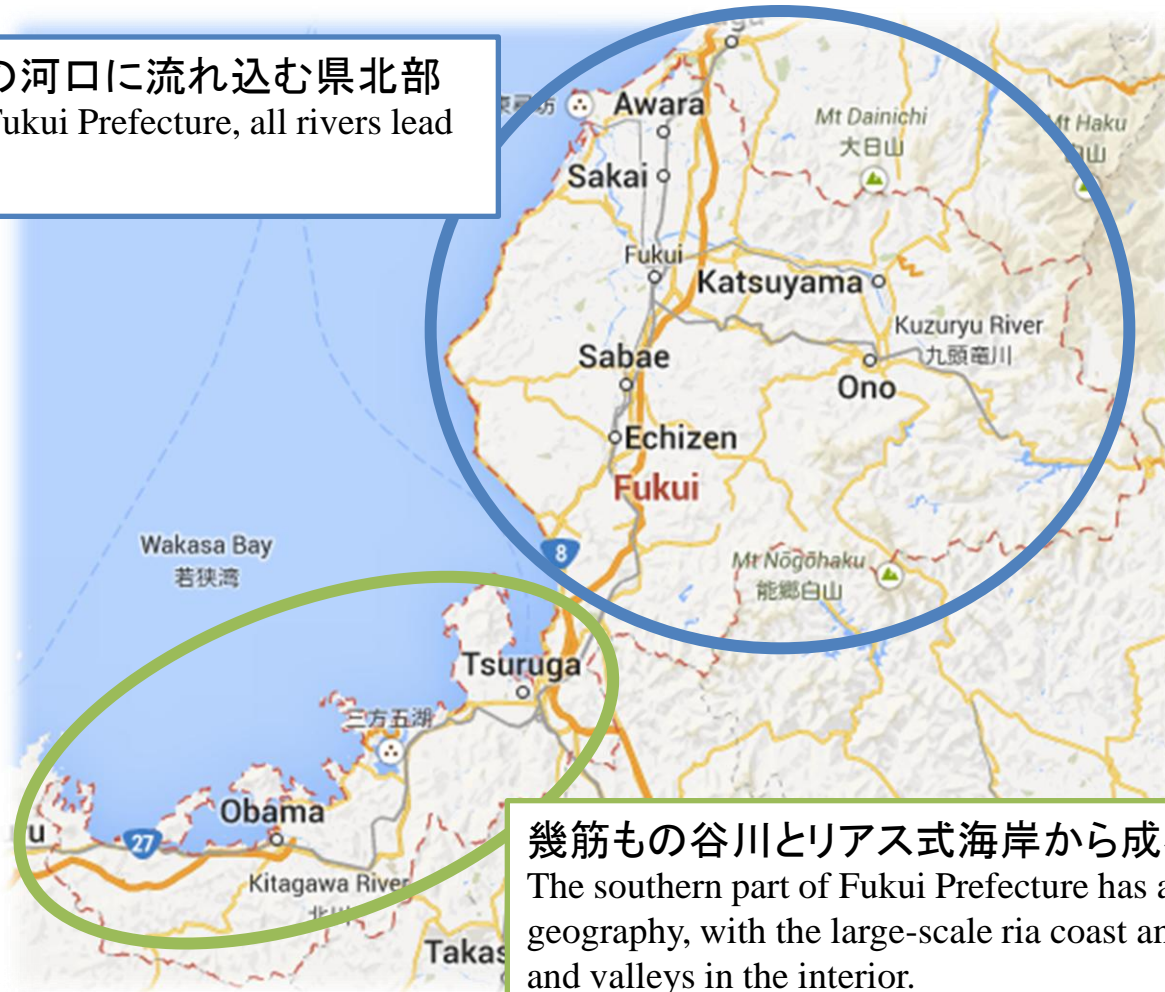 の河口に流れ込む県北部
Fukui Prefecture, all rivers lead
Awara
Mt Dainichi
大日山
Mt Haku
白山
Sakai
Fukui
Katsuyama
Kuzuryu River
九頭竜川
Sabae
Ono
Echizen
Fukui
8
Wakasa Bay
若狭湾
Mt Nōgōhaku
能郷白山
Tsuruga
三方五湖
Obama
27
Kitagawa River
北川
Takas
幾筋もの谷川とリアス式海岸から成
The southern part of Fukui Prefecture has a
geography, with the large-scale ria coast an
and valleys in the interior.